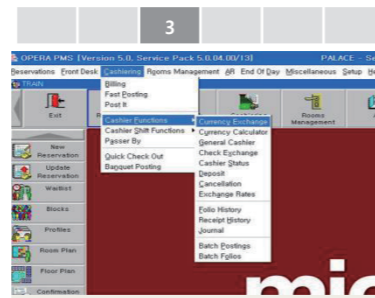 3
OPERA PMS [Version 5.0, Service Pack 5.0.04.00/13] PALACE - Se
Reservations Front Desk Cashiering Rooms Management AR End Of Day Miscellaneous Setup He
TRAIN
Exit
Rooms Management
New Reservation
Update Reservation
Waitlist
Blocks
Profiles
Room Plan
Floor Plan
Confirmation
Billing
Fast Posting
Post It
Cashier Functions
Cashier Shift Functions
Passer By
Quick Check Out
Banquet Posting
Currency Exchange
Currency Calculator
General Cashier
Check Exchange
Cashier Status
Deposit
Cancellation
Exchange Rates
Folio History
Receipt History
Journal
Batch Postings
Batch Folios
mic